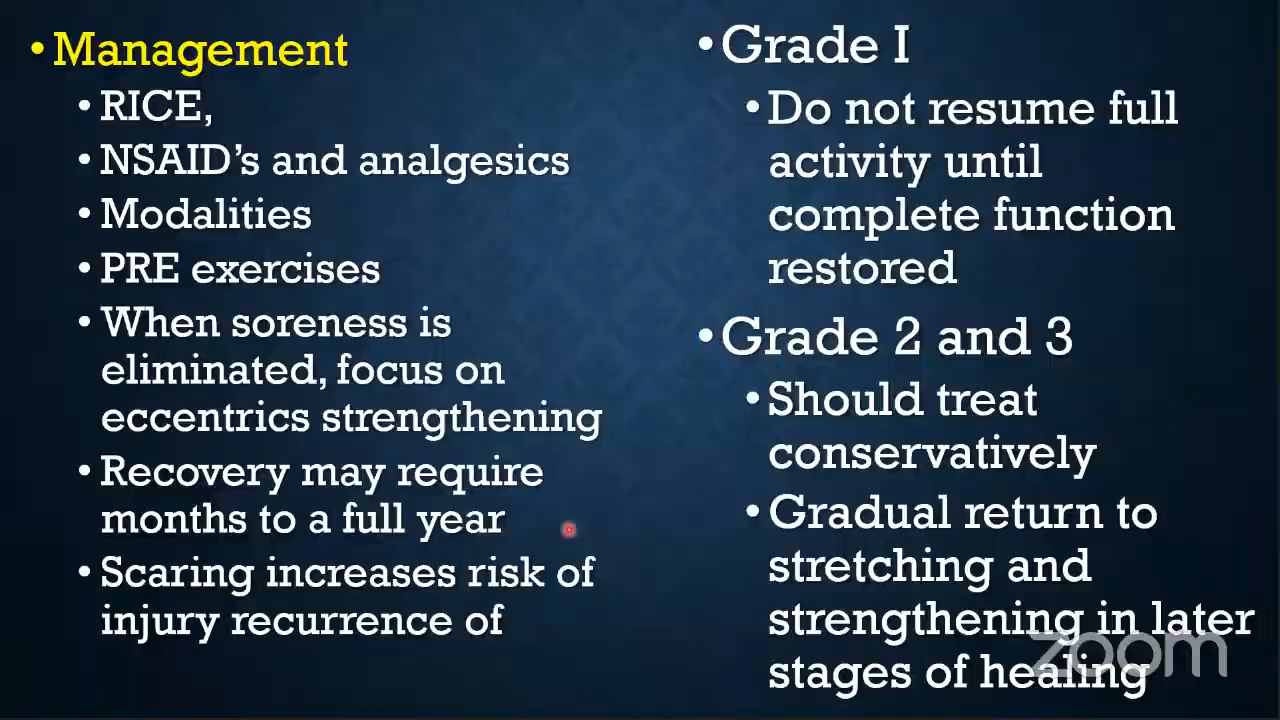 •Management
•RICE,
•NSAID's and analgesics
•Modalities
•PRE exercises
•When soreness is
eliminated, focus on
eccentrics strengthening
•Recovery may require
months to a full year
•Scaring increases risk of
injury recurrence of
•Grade I
•Do not resume full
activity until
complete function
restored
•Grade 2 and 3
•Should treat
conservatively
•Gradual return to
stretching and
strengthening in later
stages of healing
zoom